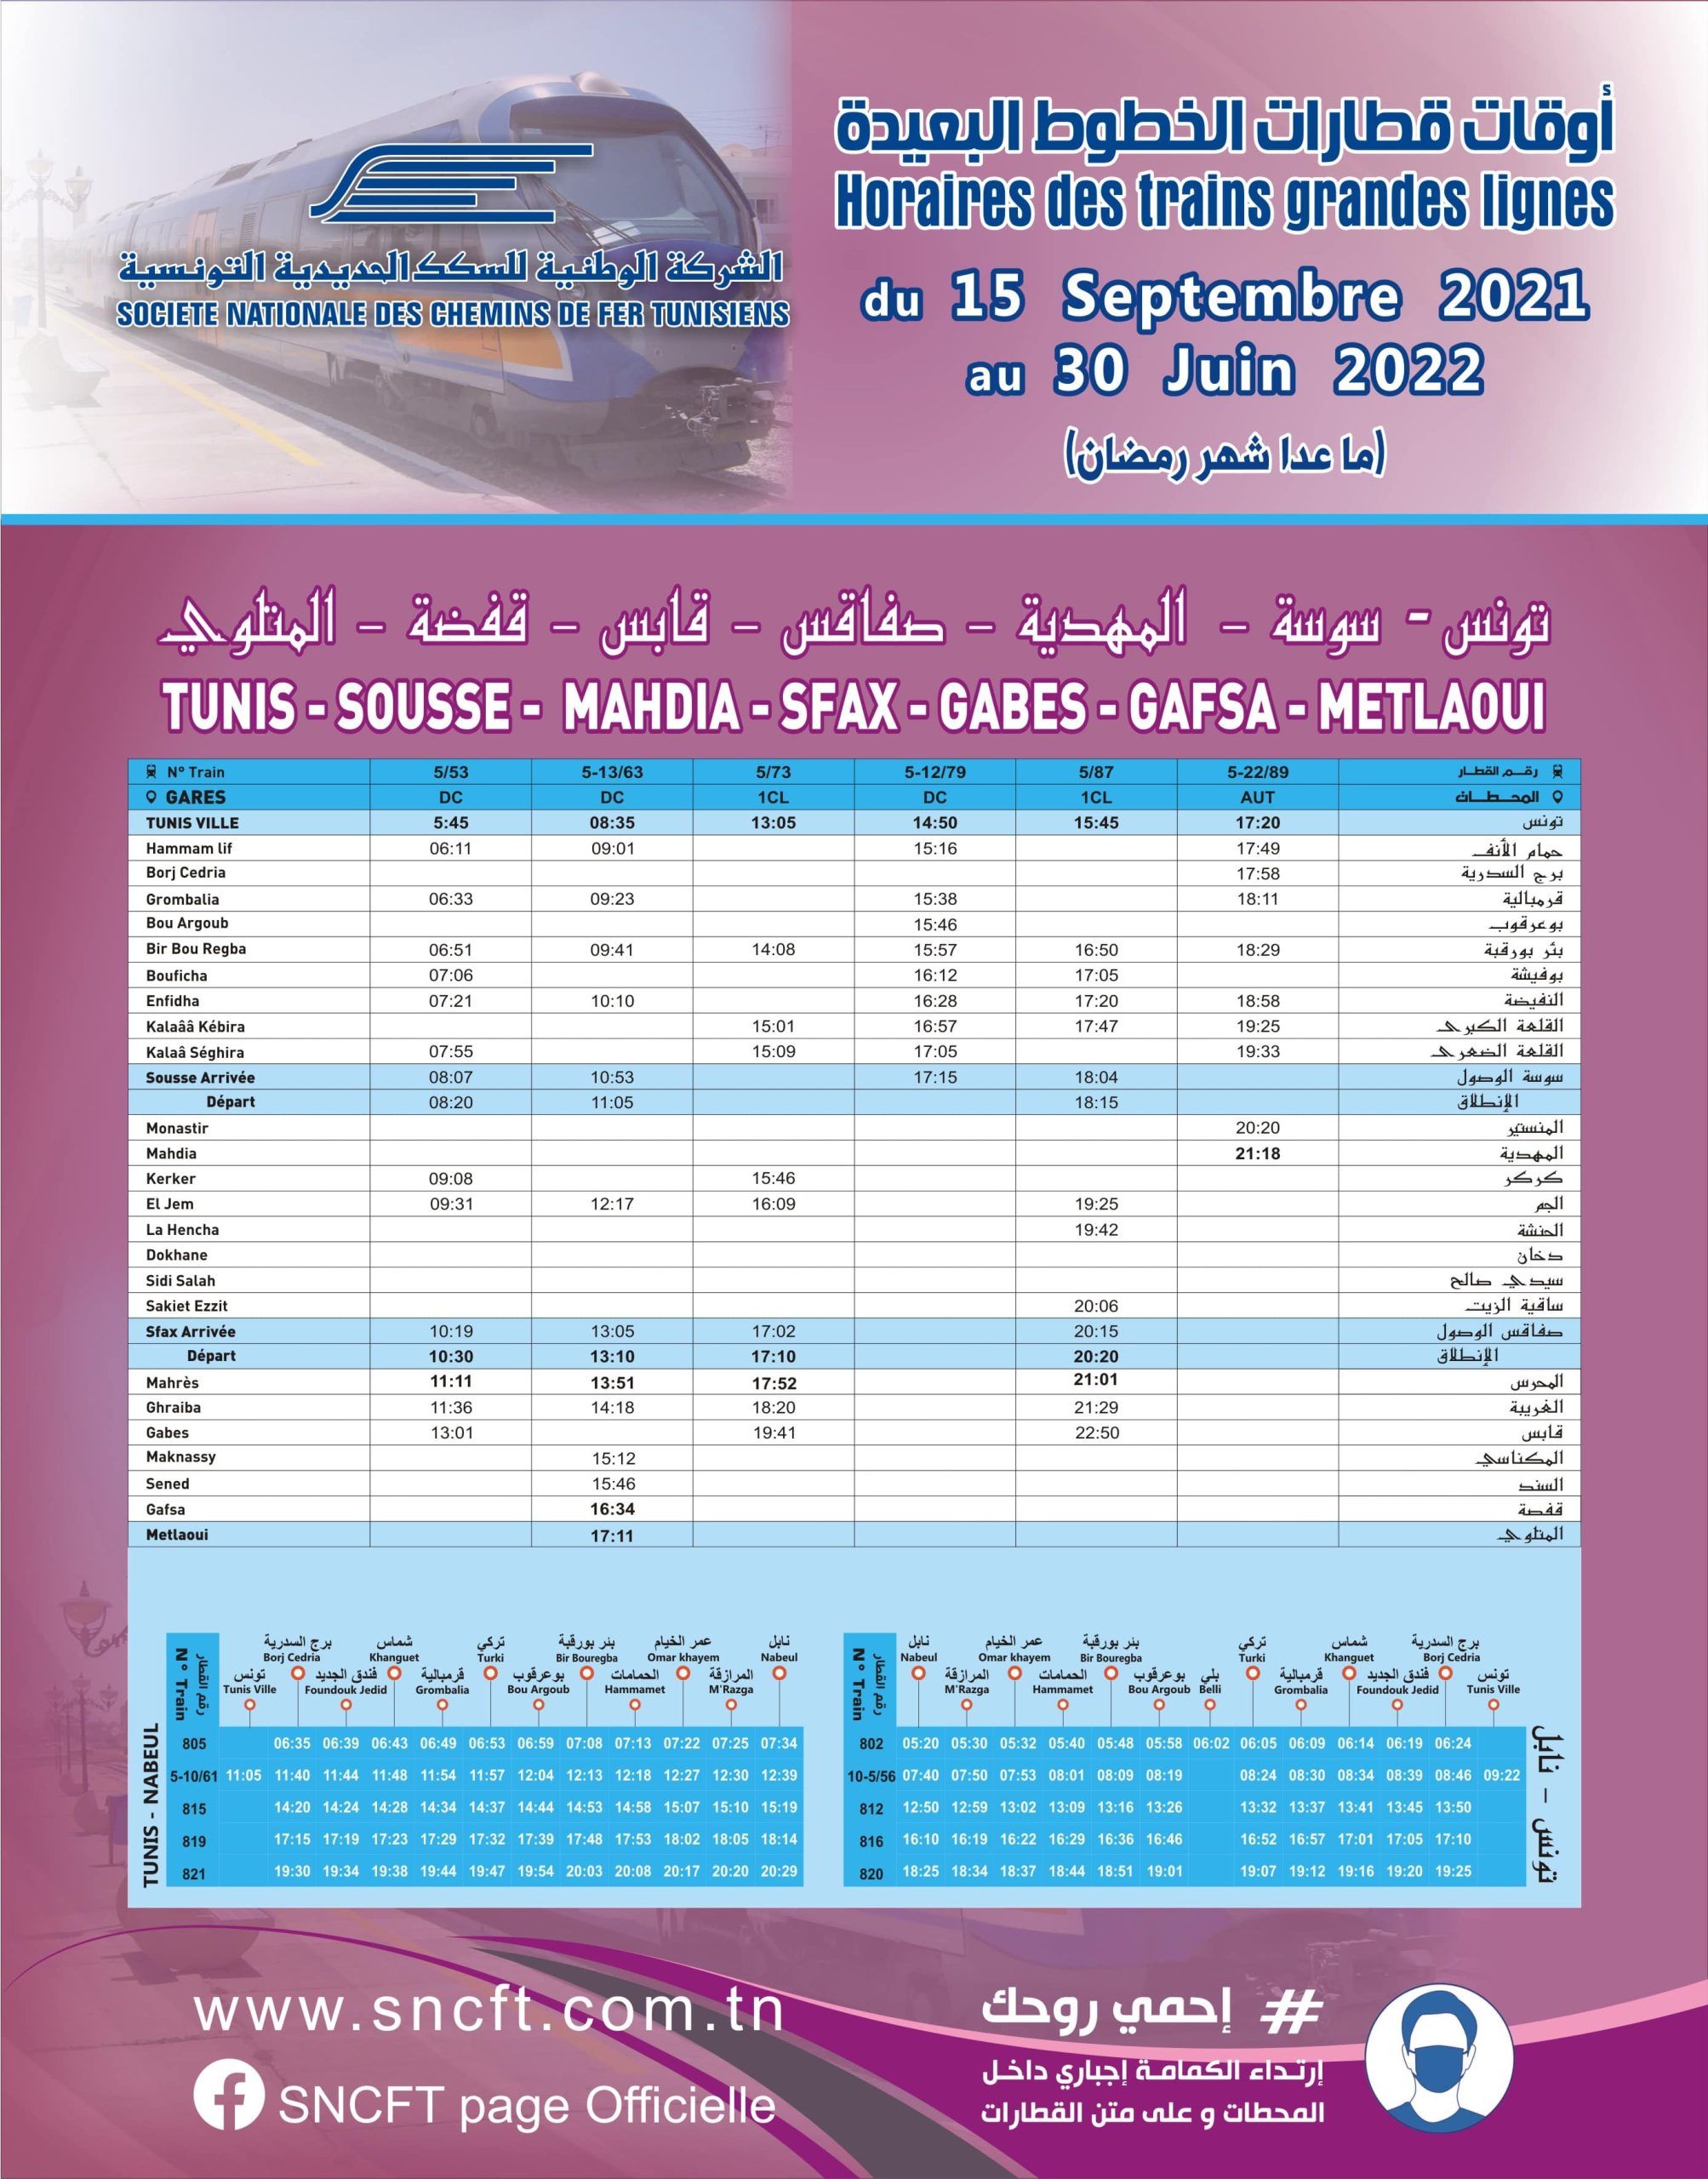 أوقات قطارات الخطوط البعيدة
Horaires des trains grandes lignes
du 15 Septembre 2021
au 30 Juin 2022
(ما عدا شهر رمضان)
الشركة الوطنية للسكك الحديدية التونسية
SOCIETE NATIONALE DES CHEMINS DE FER TUNISIENS
تونس - سوسة - المهدية - صفاقس - قابس - قفضة - المتلوي
TUNIS - SOUSSE - MAHDIA - SFAX - GABES - GAFSA - METLAOUI
N° Train 5/53 5-13/63 5/73 5-12/79 5/87 5-22/89 رقم القطار
GARES DC DC 1CL DC 1CL AUT المحطات
TUNIS VILLE 5:45 08:35 13:05 14:50 15:45 17:20 تونس
Hammam lif 06:11 09:01 15:16 17:49 حمام الأنف
Borj Cedria 17:58 برج السدرية
Grombalia 06:33 09:23 15:38 18:11 قرمبالية
Bou Argoub 15:46 بوعرقوب
Bir Bou Regba 06:51 09:41 14:08 15:57 16:50 18:29 بئر بورقبة
Bouficha 07:06 16:12 17:05 بوفيشة
Enfidha 07:21 10:10 16:28 17:20 18:58 النفيضة
Kalaââ Kébira 15:01 16:57 17:47 19:25 القلعة الكبرى
Kalaâ Séghira 07:55 15:09 17:05 19:33 القلعة الضغرى
Sousse Arrivée 08:07 10:53 17:15 18:04 سوسة الوصول
Départ 08:20 11:05 18:15 الإنطلاق
Monastir 20:20 المنستير
Mahdia 21:18 المهدية
Kerker 09:08 15:46 كركر
El Jem 09:31 12:17 16:09 19:25 الجم
La Hencha 19:42 الحنشة
Dokhane دخان
Sidi Salah سيدي صالح
Sakiet Ezzit 20:06 ساقية الزيت
Sfax Arrivée 10:19 13:05 17:02 20:15 صفاقس الوصول
Départ 10:30 13:10 17:10 20:20 الإنطلاق
Mahrès 11:11 13:51 17:52 21:01 المحرس
Ghraiba 11:36 14:18 18:20 21:29 الغريبة
Gabes 13:01 19:41 22:50 قابس
Maknassy 15:12 المكناسي
Sened 15:46 السند
Gafsa 16:34 قفصة
Metlaoui 17:11 المتلوي
TUNIS - NABEUL
N° Train رقم القطار
برج السدرية شماس تركي بئر بورقبة عمر الخيام نابل
Borj Cedria Khanguet Turki Bir Bouregba Omar khayem Nabeul
تونس فندق الجديد قرمبالية بوعرقوب الحمامات المرازقة
Tunis Ville Foundouk Jedid Grombalia Bou Argoub Hammamet M'Razga
805 06:35 06:39 06:43 06:49 06:53 06:59 07:08 07:13 07:22 07:25 07:34
5-10/61 11:05 11:40 11:44 11:48 11:54 11:57 12:04 12:13 12:18 12:27 12:30 12:39
815 14:20 14:24 14:28 14:34 14:37 14:44 14:53 14:58 15:07 15:10 15:19
819 17:15 17:19 17:23 17:29 17:32 17:39 17:48 17:53 18:02 18:05 18:14
821 19:30 19:34 19:38 19:44 19:47 19:54 20:03 20:08 20:17 20:20 20:29
N° Train رقم القطار
نابل عمر الخيام بئر بورقبة تركي شماس برج السدرية
Nabeul Omar khayem Bir Bouregba Turki Khanguet Borj Cedria
المرازقة الحمامات بوعرقوب بلي قرمبالية فندق الجديد تونس
M'Razga Hammamet Bou Argoub Belli Grombalia Foundouk Jedid Tunis Ville
802 05:20 05:30 05:32 05:40 05:48 05:58 06:02 06:05 06:09 06:14 06:19 06:24
10-5/56 07:40 07:50 07:53 08:01 08:09 08:19 08:24 08:30 08:34 08:39 08:46 09:22
812 12:50 12:59 13:02 13:09 13:16 13:26 13:32 13:37 13:41 13:45 13:50
816 16:10 16:19 16:22 16:29 16:36 16:46 16:52 16:57 17:01 17:05 17:10
820 18:25 18:34 18:37 18:44 18:51 19:01 19:07 19:12 19:16 19:20 19:25
تونس - نابل
www.sncft.com.tn
SNCFT page Officielle
# إحمي روحك
إرتداء الكمامة إجباري داخل
المحطات و على متن القطارات